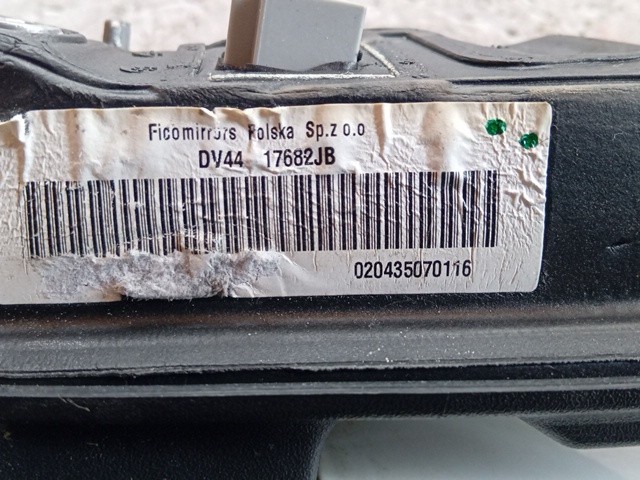 Ficomirrors Polska Sp.z o.o
DV44 17682JB
020435070116